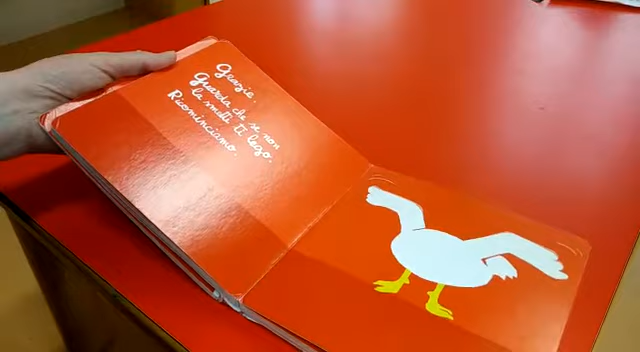 Grazie.
Guarda che se non
la smetti TI lego.
Ricominciamo.